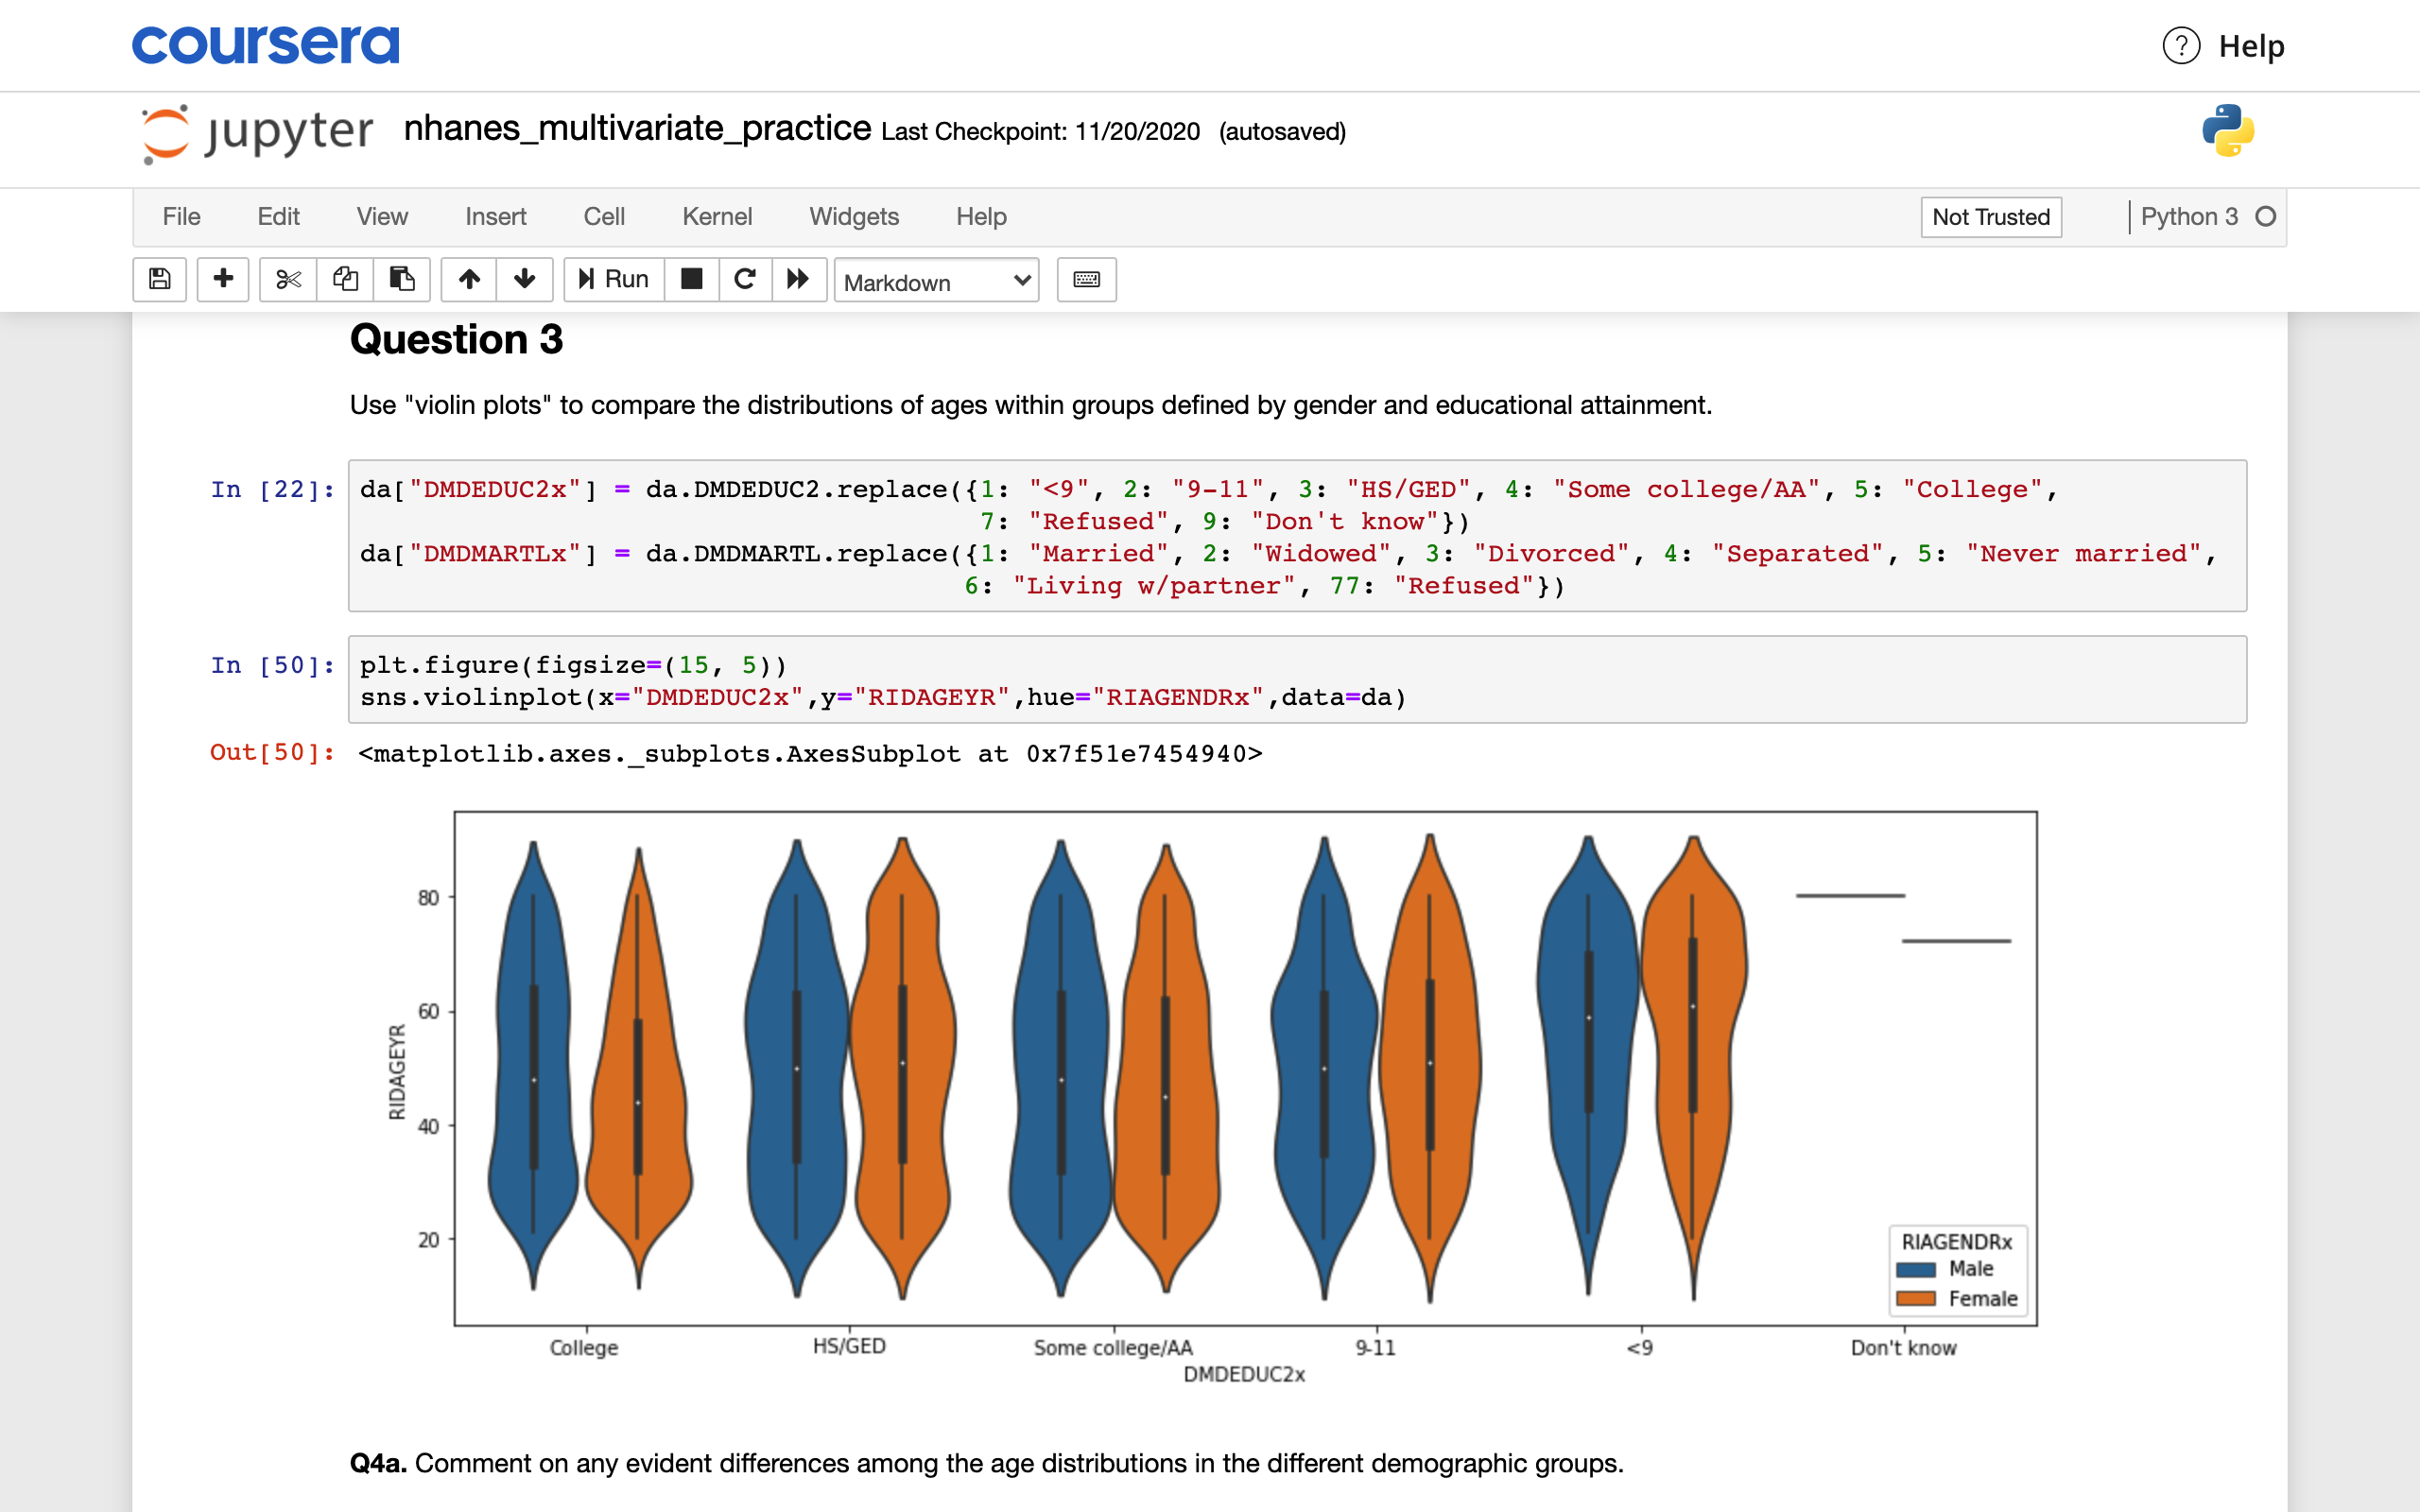 coursera
? Help
jupyter nhanes_multivariate_practice Last Checkpoint: 11/20/2020 (autosaved)
File Edit View Insert Cell Kernel Widgets Help Not Trusted Python 3
Run Markdown
Question 3
Use "violin plots" to compare the distributions of ages within groups defined by gender and educational attainment.
In [22]: da["DMDEDUC2x"] = da.DMDEDUC2.replace({1: "<9", 2: "9-11", 3: "HS/GED", 4: "Some college/AA", 5: "College",
7: "Refused", 9: "Don't know"})
da["DMDMARTLx"] = da.DMDMARTL.replace({1: "Married", 2: "Widowed", 3: "Divorced", 4: "Separated", 5: "Never married",
6: "Living w/partner", 77: "Refused"})
In [50]: plt.figure(figsize=(15, 5))
sns.violinplot(x="DMDEDUC2x",y="RIDAGEYR",hue="RIAGENDRx",data=da)
Out[50]: <matplotlib.axes._subplots.AxesSubplot at 0x7f51e7454940>
80
60
40
20
RIDAGEYR
RIAGENDRx
Male
Female
College HS/GED Some college/AA 9-11 <9 Don't know
DMDEDUC2x
Q4a. Comment on any evident differences among the age distributions in the different demographic groups.